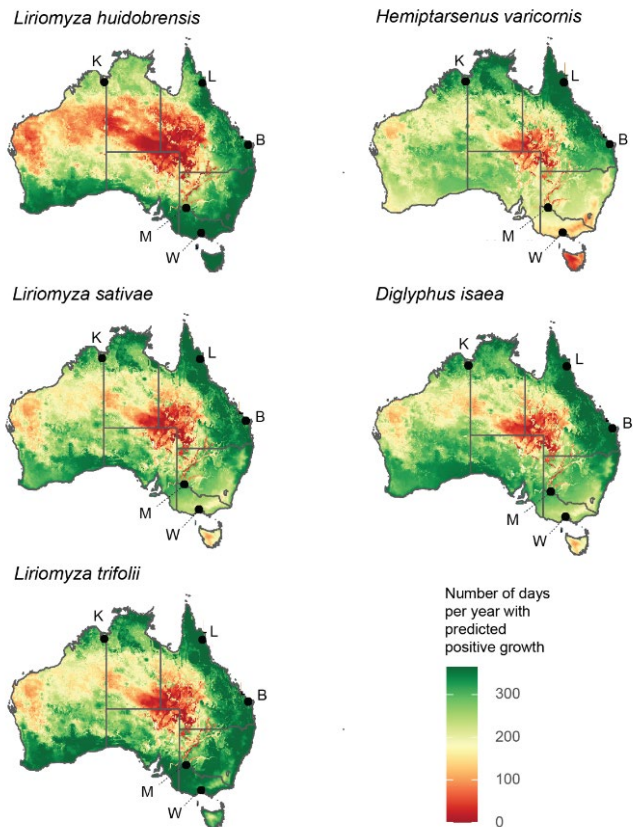 Liriomyza huidobrensis
K
L
B
M
W
Hemiptarsenus varicornis
K
L
B
M
W
Liriomyza sativae
K
L
B
M
W
Diglyphus isaea
K
L
B
M
W
Liriomyza trifolii
K
L
B
M
W
Number of days
per year with
predicted
positive growth
300
200
100
0